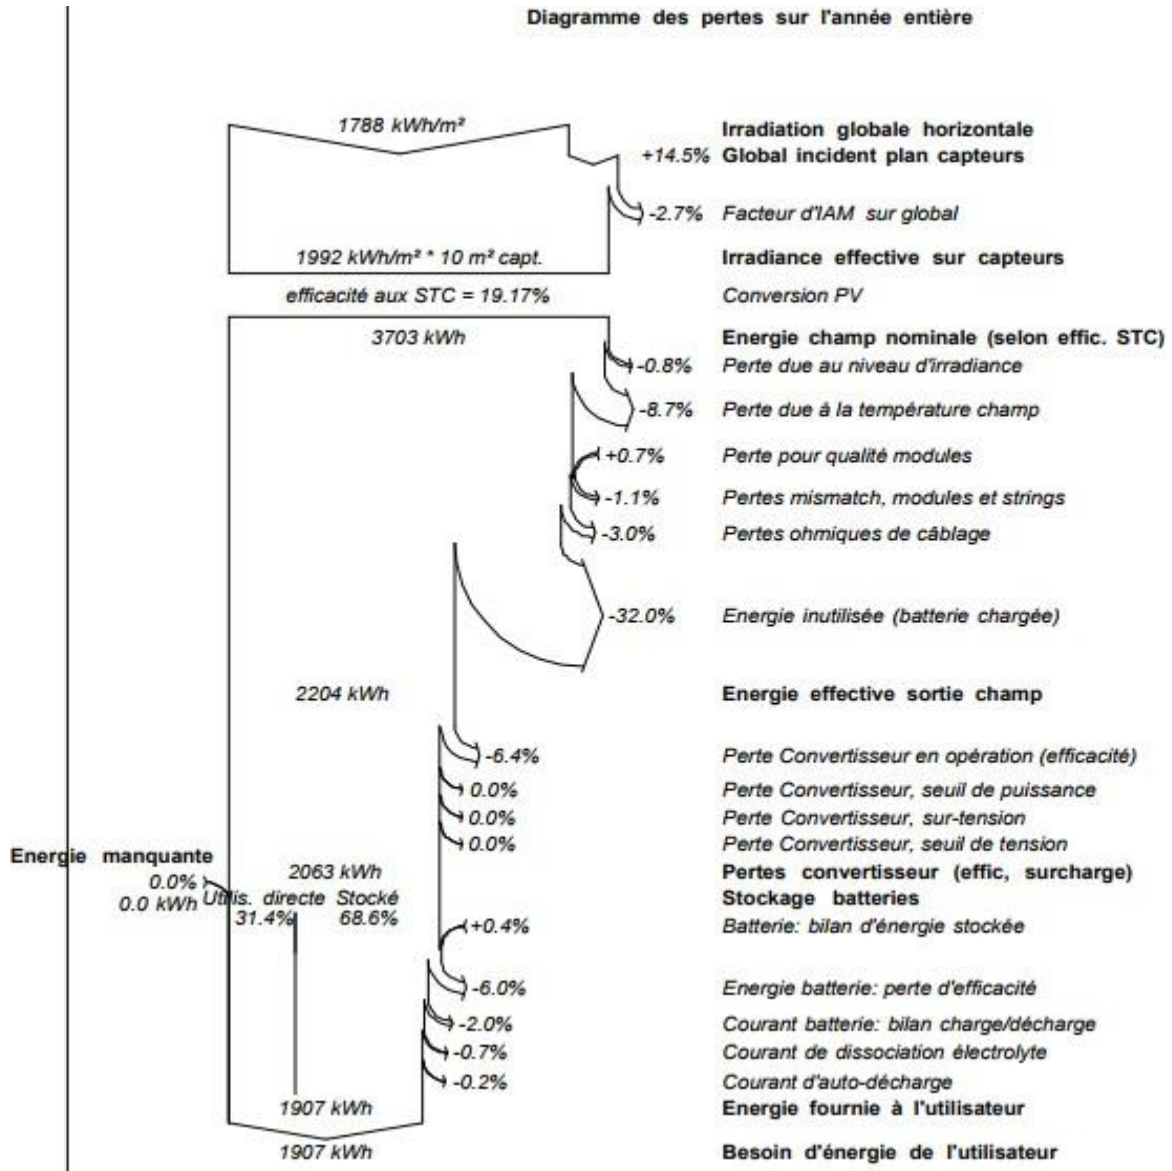 Diagramme des pertes sur l'année entière
1788 kWh/m²
Irradiation globale horizontale
+14.5% Global incident plan capteurs
-2.7% Facteur d'IAM sur global
1992 kWh/m² * 10 m² capt.
Irradiance effective sur capteurs
efficacité aux STC = 19.17%
Conversion PV
3703 kWh
Energie champ nominale (selon effic. STC)
-0.8% Perte due au niveau d'irradiance
-8.7% Perte due à la température champ
+0.7% Perte pour qualité modules
-1.1% Pertes mismatch, modules et strings
-3.0% Pertes ohmiques de câblage
-32.0% Energie inutilisée (batterie chargée)
2204 kWh
Energie effective sortie champ
-6.4% Perte Convertisseur en opération (efficacité)
0.0% Perte Convertisseur, seuil de puissance
0.0% Perte Convertisseur, sur-tension
0.0% Perte Convertisseur, seuil de tension
Energie manquante
0.0%
0.0 kWh
2063 kWh
Pertes convertisseur (effic, surcharge)
Utilis. directe Stocké
Stockage batteries
31.4% 68.6%
+0.4% Batterie: bilan d'énergie stockée
-6.0% Energie batterie: perte d'efficacité
-2.0% Courant batterie: bilan charge/décharge
-0.7% Courant de dissociation électrolyte
-0.2% Courant d'auto-décharge
1907 kWh
Energie fournie à l'utilisateur
1907 kWh
Besoin d'énergie de l'utilisateur